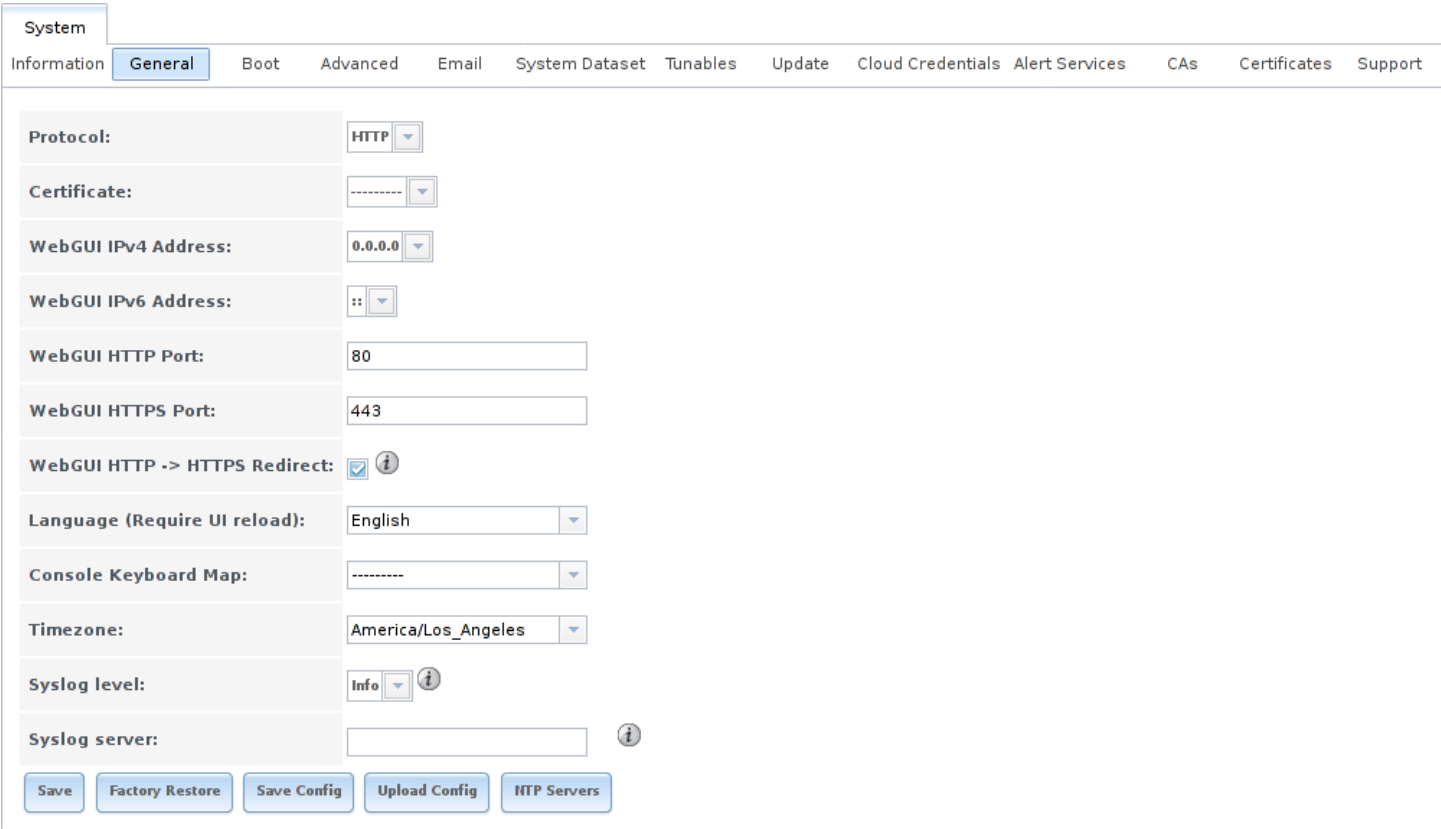 System
Information General Boot Advanced Email System Dataset Tunables Update Cloud Credentials Alert Services CAs Certificates Support
Protocol: HTTP
Certificate: ---------
WebGUI IPv4 Address: 0.0.0.0
WebGUI IPv6 Address: ::
WebGUI HTTP Port: 80
WebGUI HTTPS Port: 443
WebGUI HTTP -> HTTPS Redirect: i
Language (Require UI reload): English
Console Keyboard Map: ---------
Timezone: America/Los_Angeles
Syslog level: Info i
Syslog server: i
Save Factory Restore Save Config Upload Config NTP Servers